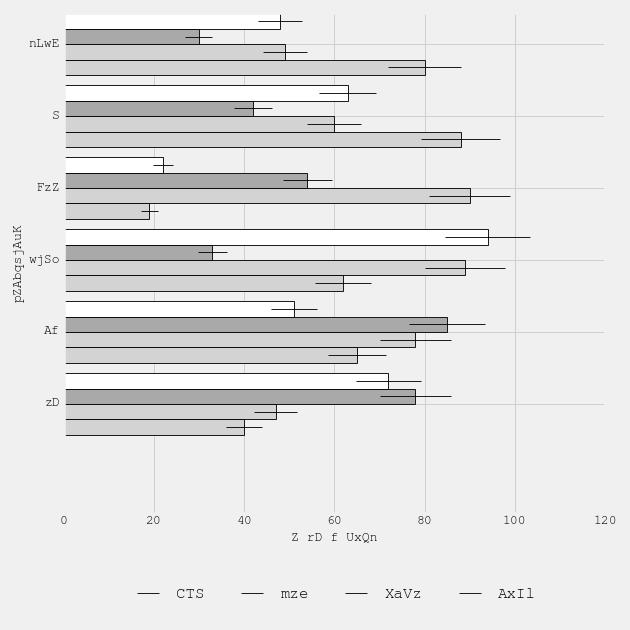 nLwE
S
FzZ
wjSo
Af
zD
pZAbqsjAuK
0 20 40 60 80 100 120
Z rD f UxQn
CTS mze XaVz AxIl